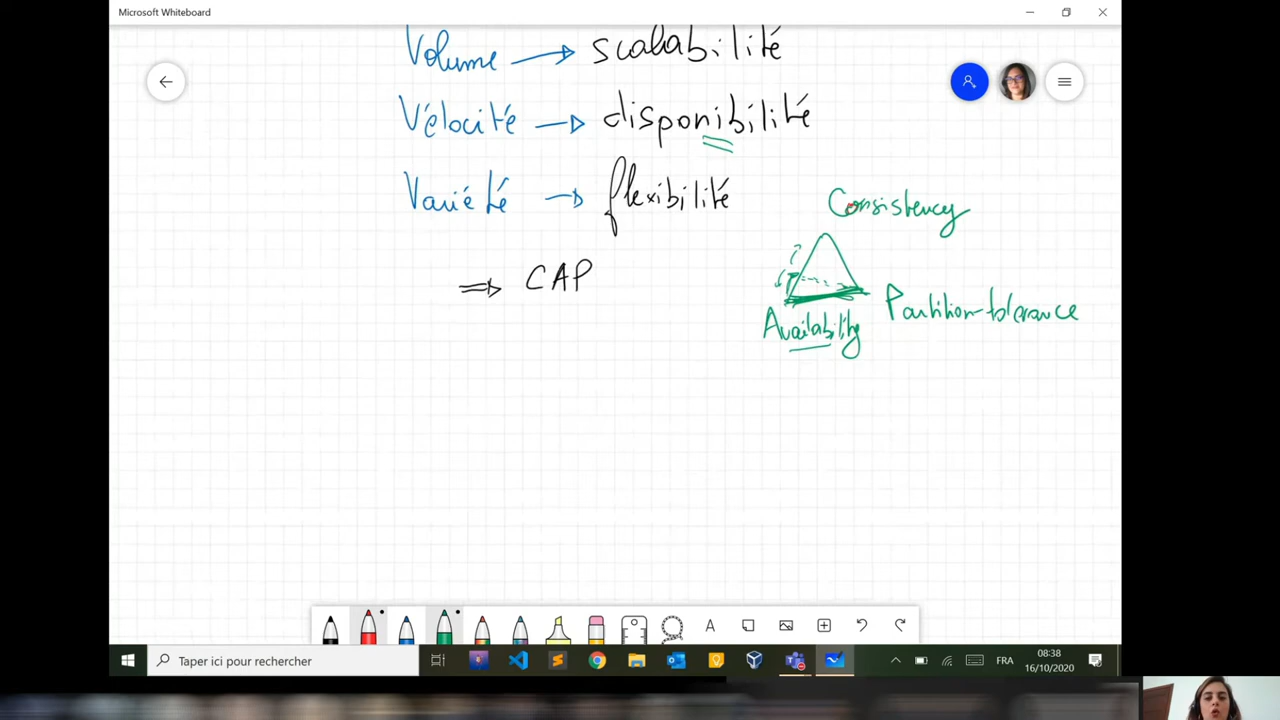 Microsoft Whiteboard
Volume → scalabilité
Vélocité → disponibilité
Variété → flexibilité
Consistency
⇒ CAP
Partition-tolerance
Availability
A
Taper ici pour rechercher
FRA
08:38
16/10/2020